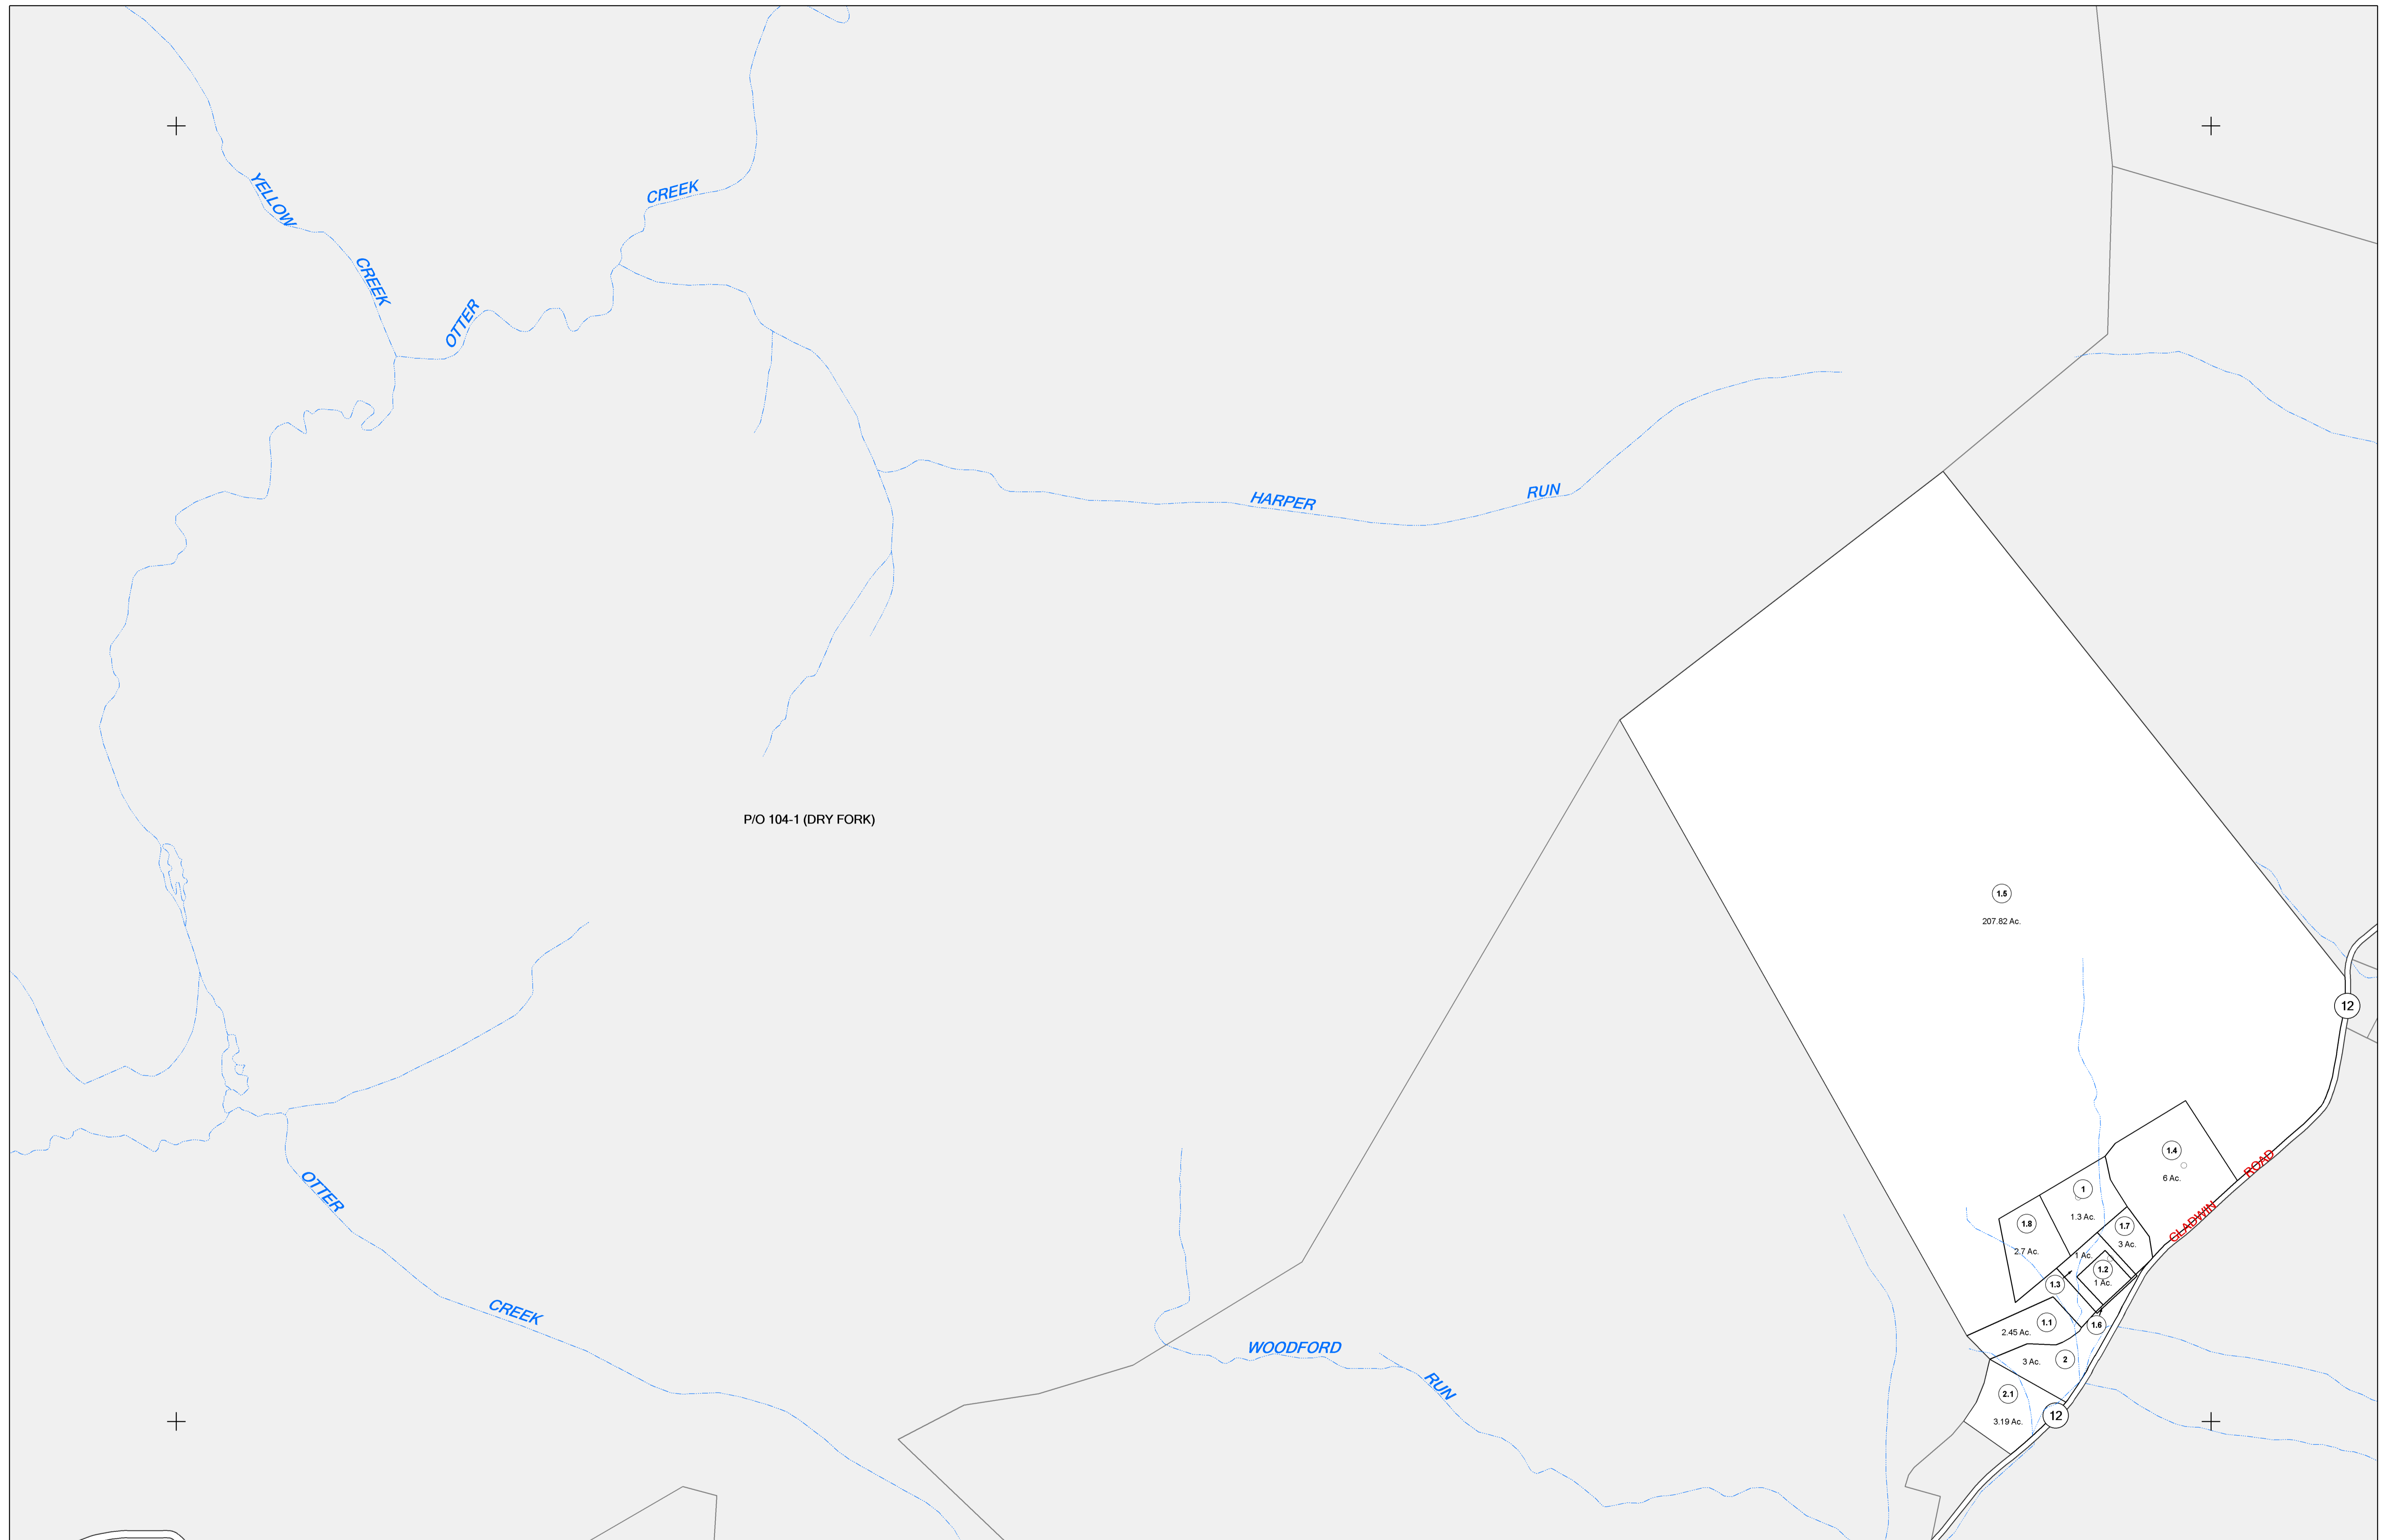 YELLOW
CREEK
OTTER
CREEK
HARPER
RUN
P/O 104-1 (DRY FORK)
1.5
207.82 Ac.
12
1.4
6 Ac.
GLADWIN
ROAD
1
1.3 Ac.
1.8
2.7 Ac.
1.7
3 Ac.
1 Ac.
1.2
1 Ac.
1.3
1.6
1.1
2.45 Ac.
3 Ac.
2
2.1
3.19 Ac.
12
OTTER
CREEK
WOODFORD
RUN